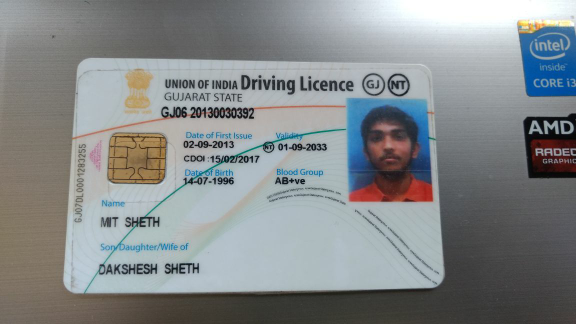 UNION OF INDIA Driving Licence GJ NT
GUJARAT STATE
GJ06 20130030392
Date of First Issue Validity
02-09-2013 NT 01-09-2033
CDOI :15/02/2017
Date of Birth Blood Group
14-07-1996 AB+ve
GJ07DL0001283255
Name
MIT SHETH
Son/Daughter/Wife of
DAKSHESH SHETH
intel
inside
CORE i3
AMD
RADEON
GRAPHICS